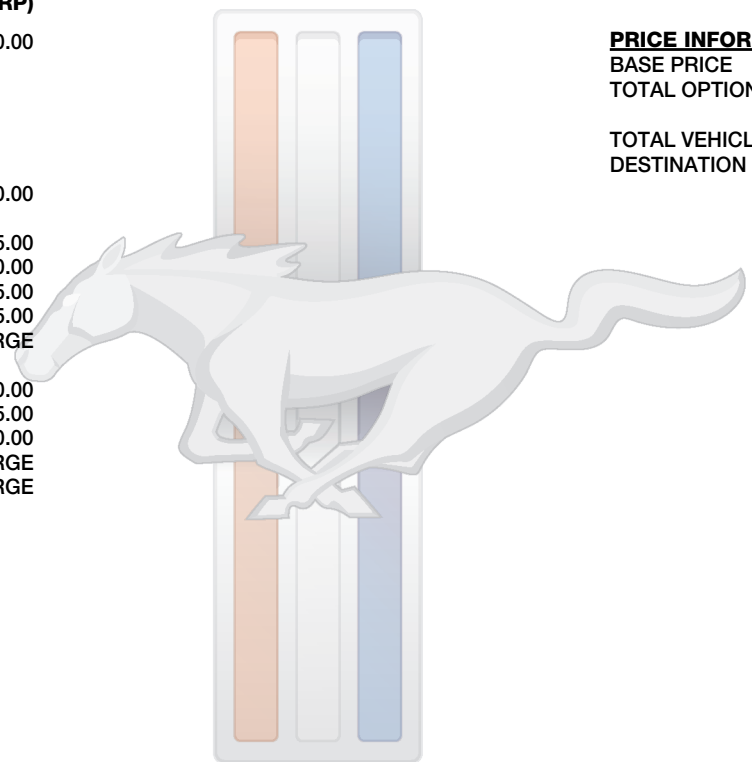 RP)
0.00
0.00
5.00
0.00
5.00
5.00
RGE
0.00
5.00
0.00
RGE
RGE
PRICE INFOR
BASE PRICE
TOTAL OPTION
TOTAL VEHICL
DESTINATION